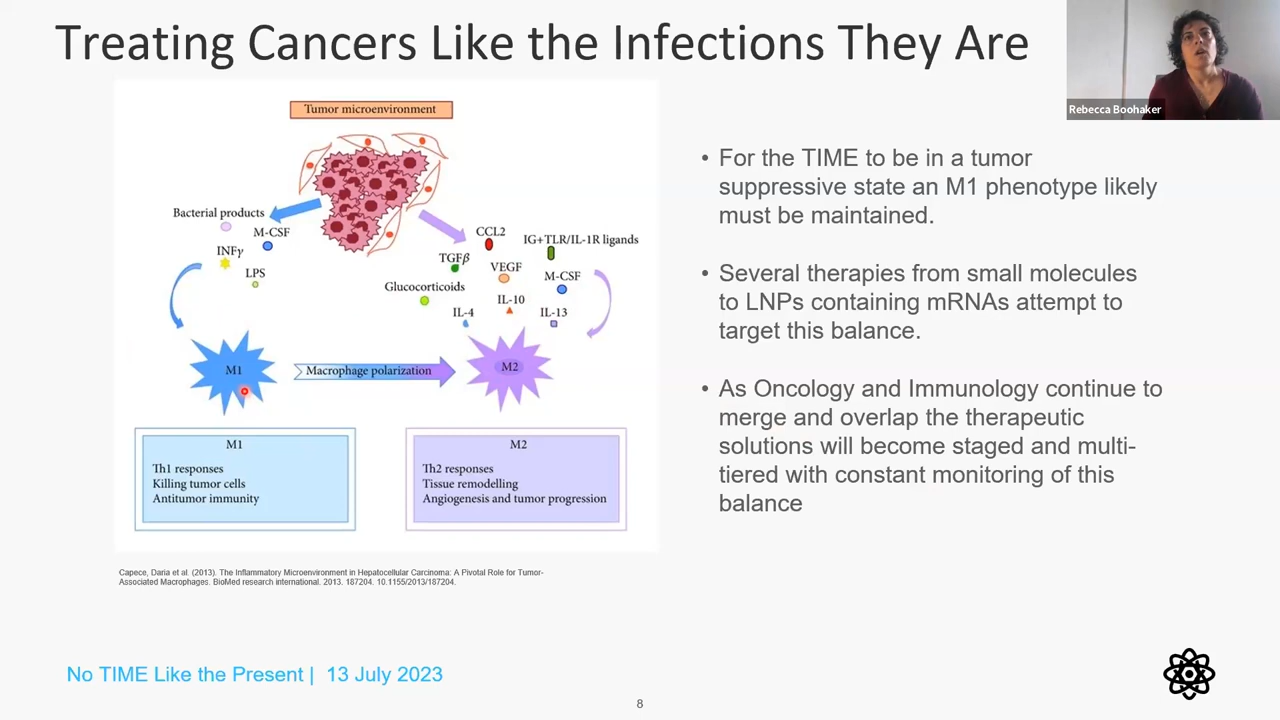 Treating Cancers Like the Infections They Are
Rebecca Boohaker
Tumor microenvironment
Bacterial products
M-CSF
INFγ
LPS
CCL2
IG+TLR/IL-1R ligands
TGFβ
VEGF
M-CSF
Glucocorticoids
IL-10
IL-4
IL-13
M1
Macrophage polarization
M2
M1
Th1 responses
Killing tumor cells
Antitumor immunity
M2
Th2 responses
Tissue remodelling
Angiogenesis and tumor progression
Capece, Daria et al. (2013). The Inflammatory Microenvironment in Hepatocellular Carcinoma: A Pivotal Role for Tumor-
Associated Macrophages. BioMed research international. 2013. 187204. 10.1155/2013/187204.
• For the TIME to be in a tumor
suppressive state an M1 phenotype likely
must be maintained.
• Several therapies from small molecules
to LNPs containing mRNAs attempt to
target this balance.
• As Oncology and Immunology continue to
merge and overlap the therapeutic
solutions will become staged and multi-
tiered with constant monitoring of this
balance
No TIME Like the Present | 13 July 2023
8